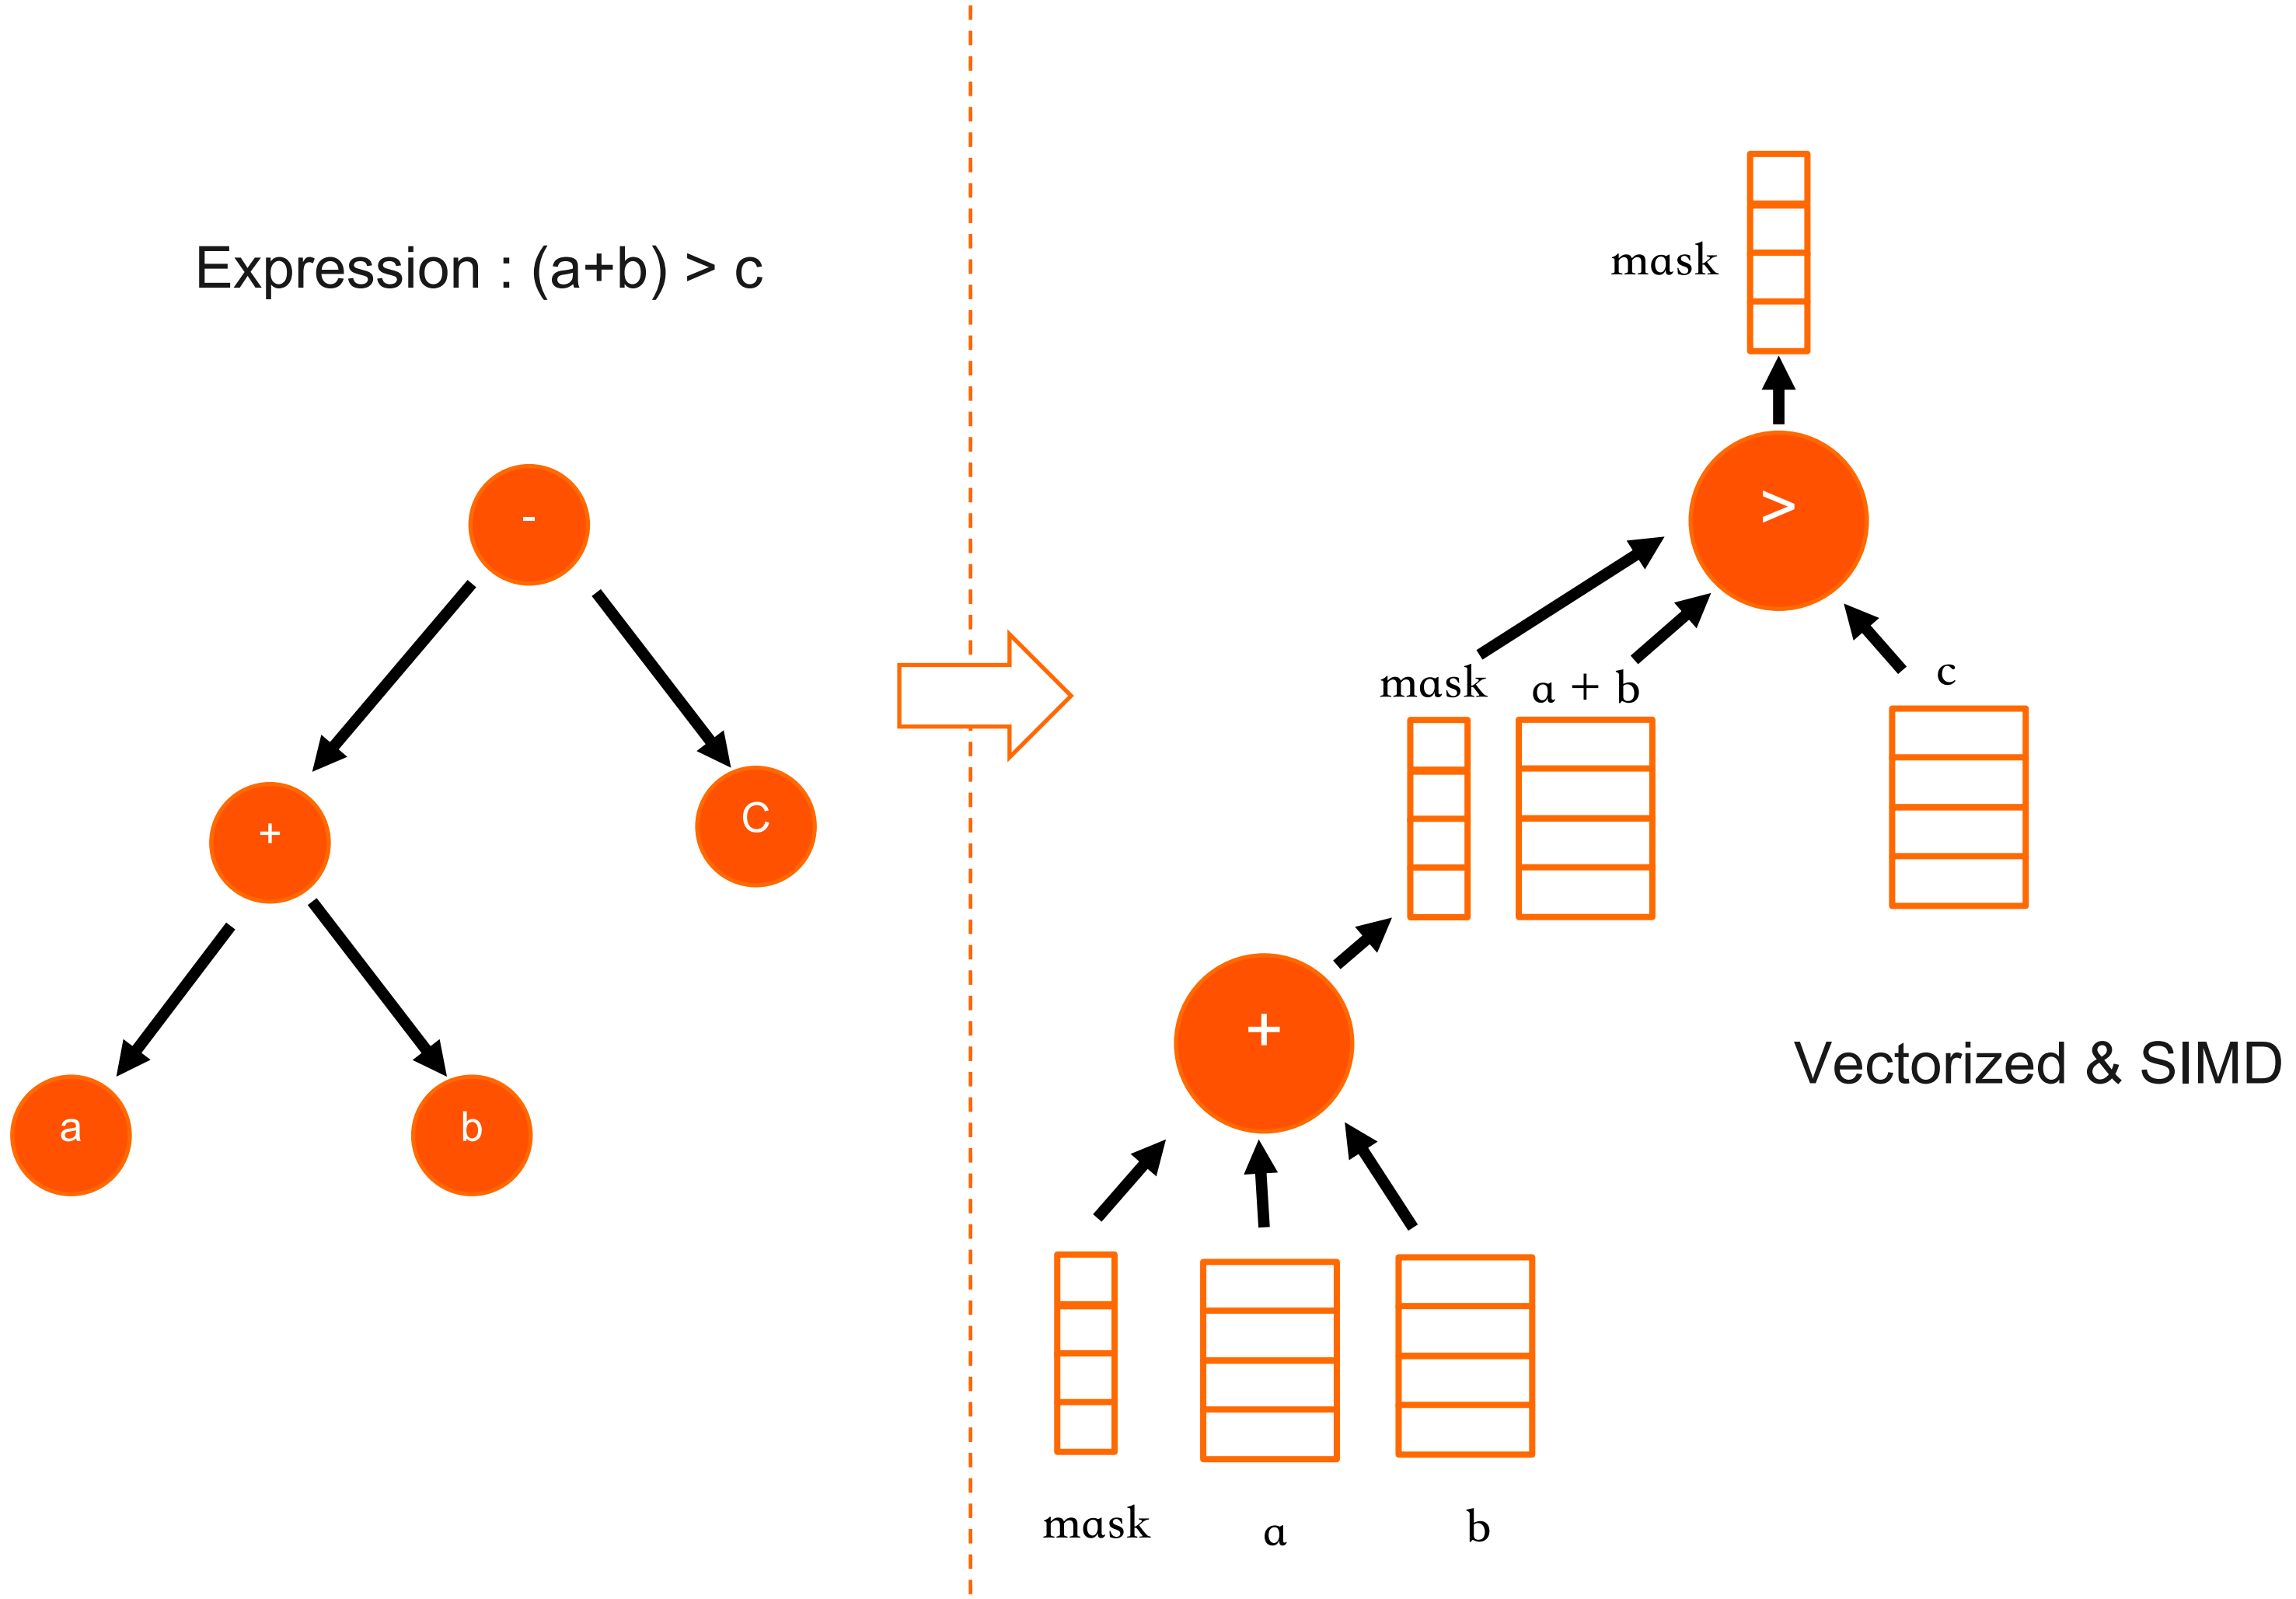 Expression : (a+b) > c
-
+
C
a
b
mask
>
mask
a + b
c
+
Vectorized & SIMD
mask
a
b